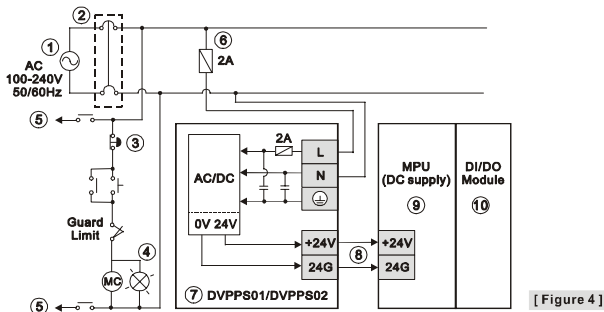 ②
①
⑥
2A
AC
100-240V
50/60Hz
⑤
③
2A
L
AC/DC
N
MPU
(DC supply)
DI/DO
Module
⑨
⑩
Guard
Limit
0V 24V
+24V
24G
⑧
+24V
24G
④
MC
⑤
⑦ DVPPS01/DVPPS02
[ Figure 4 ]